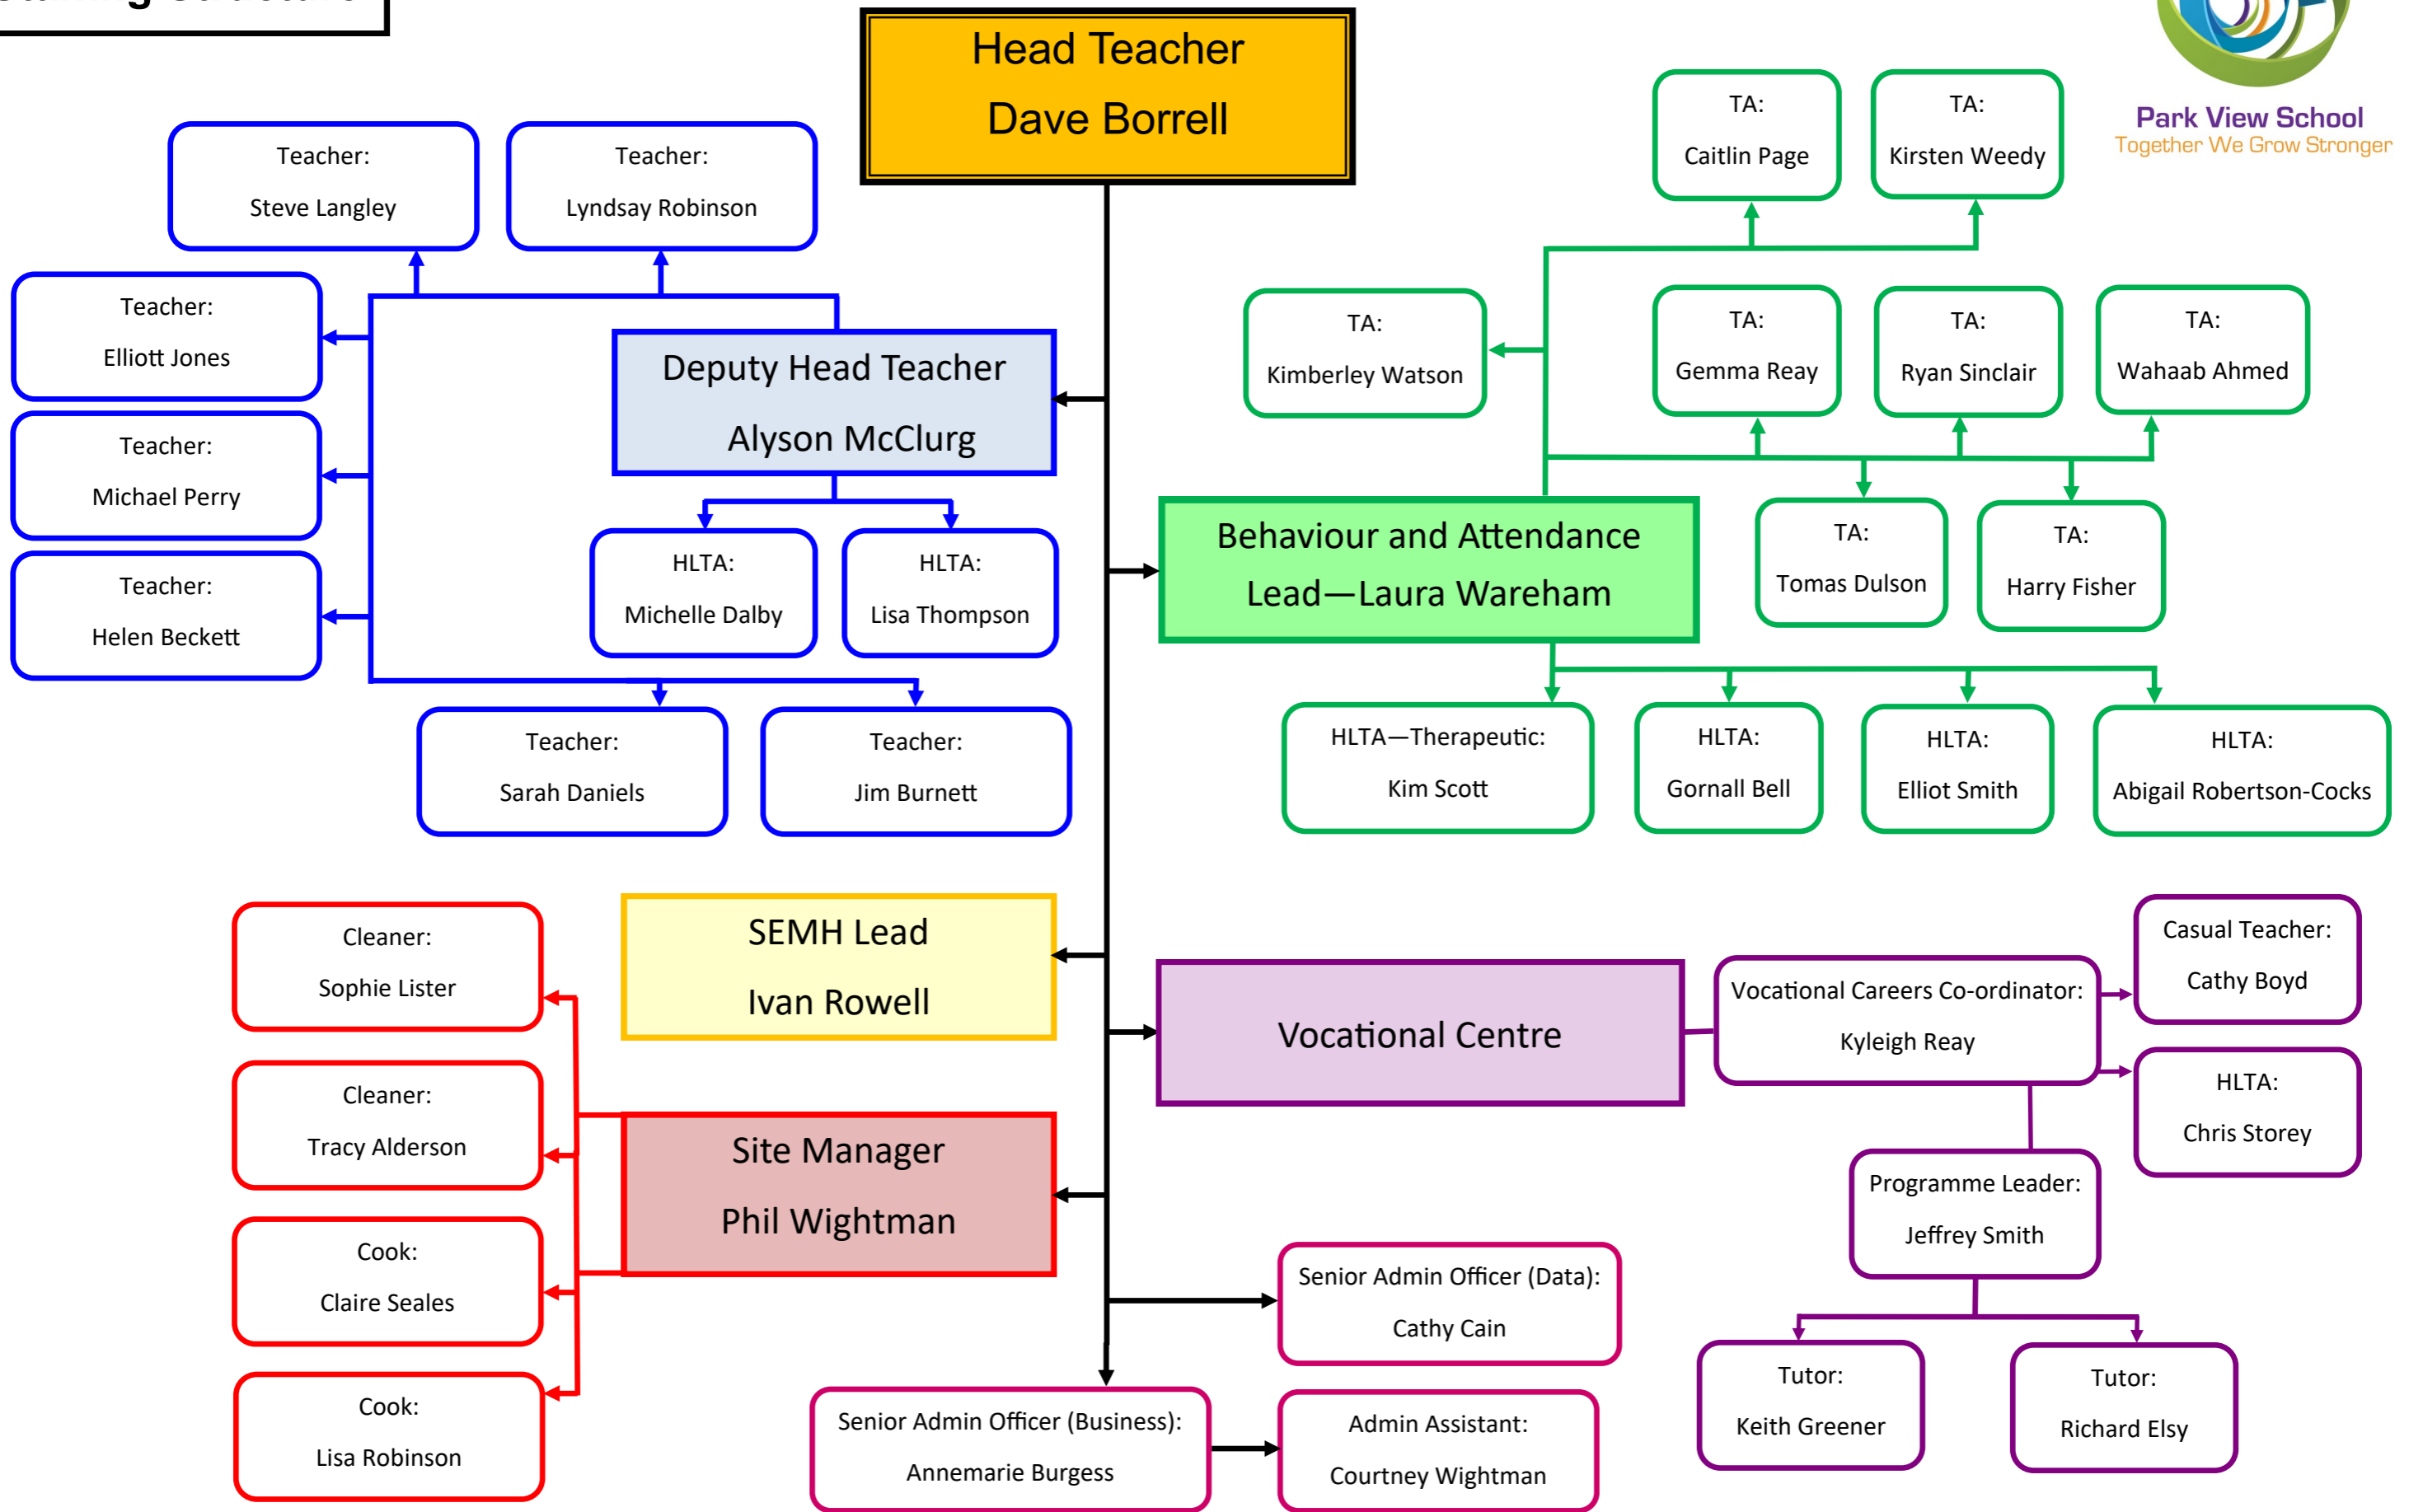 Head Teacher
Dave Borrell
Park View School
Together We Grow Stronger
Teacher:
Steve Langley
Teacher:
Lyndsay Robinson
Teacher:
Elliott Jones
Teacher:
Michael Perry
Teacher:
Helen Beckett
Deputy Head Teacher
Alyson McClurg
HLTA:
Michelle Dalby
HLTA:
Lisa Thompson
Teacher:
Sarah Daniels
Teacher:
Jim Burnett
TA:
Caitlin Page
TA:
Kirsten Weedy
TA:
Kimberley Watson
TA:
Gemma Reay
TA:
Ryan Sinclair
TA:
Wahaab Ahmed
TA:
Tomas Dulson
TA:
Harry Fisher
Behaviour and Attendance
Lead—Laura Wareham
HLTA—Therapeutic:
Kim Scott
HLTA:
Gornall Bell
HLTA:
Elliot Smith
HLTA:
Abigail Robertson-Cocks
SEMH Lead
Ivan Rowell
Cleaner:
Sophie Lister
Cleaner:
Tracy Alderson
Cook:
Claire Seales
Cook:
Lisa Robinson
Site Manager
Phil Wightman
Vocational Centre
Vocational Careers Co-ordinator:
Kyleigh Reay
Casual Teacher:
Cathy Boyd
HLTA:
Chris Storey
Programme Leader:
Jeffrey Smith
Tutor:
Keith Greener
Tutor:
Richard Elsy
Senior Admin Officer (Data):
Cathy Cain
Senior Admin Officer (Business):
Annemarie Burgess
Admin Assistant:
Courtney Wightman